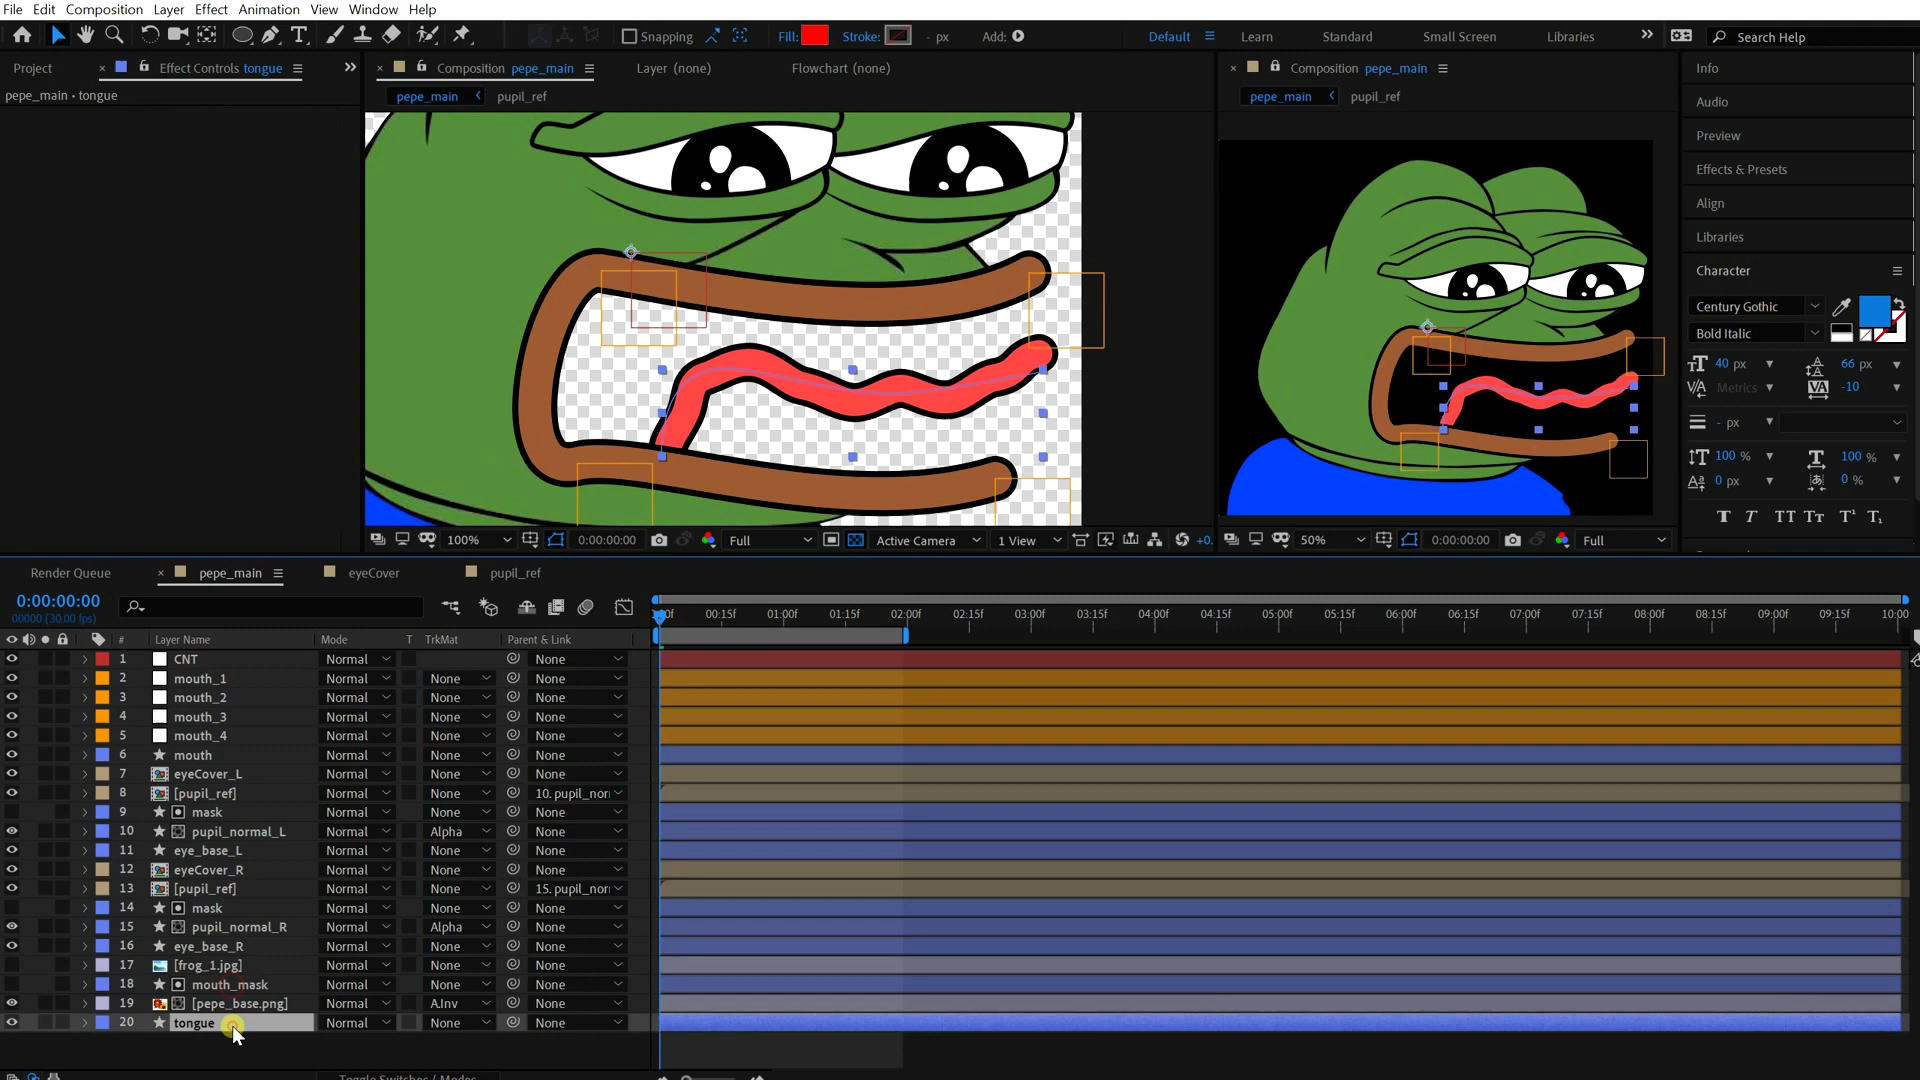 File Edit Composition Layer Effect Animation View Window Help
Snapping Fill: Stroke: - px Add: Default Learn Standard Small Screen Libraries Search Help
Project Effect Controls tongue Composition pepe_main Layer (none) Flowchart (none) Composition pepe_main Info
pepe_main • tongue pepe_main pupil_ref pepe_main pupil_ref Audio
Preview
Effects & Presets
Align
Libraries
Character
Century Gothic
Bold Italic
40 px 66 px
Metrics -10
- px
100 % 100 %
0 px 0 %
T T TT Tt T¹ T₁
100% 0:00:00:00 Full Active Camera 1 View +0. 50% 0:00:00:00 Full
Render Queue pepe_main eyeCover pupil_ref
0:00:00:00
00000 (30.00 fps)
:00f 00:15f 01:00f 01:15f 02:00f 02:15f 03:00f 03:15f 04:00f 04:15f 05:00f 05:15f 06:00f 06:15f 07:00f 07:15f 08:00f 08:15f 09:00f 09:15f 10:00
# Layer Name Mode T TrkMat Parent & Link
1 CNT Normal None
2 mouth_1 Normal None None
3 mouth_2 Normal None None
4 mouth_3 Normal None None
5 mouth_4 Normal None None
6 mouth Normal None None
7 eyeCover_L Normal None None
8 [pupil_ref] Normal None 10. pupil_nor
9 mask Normal None None
10 pupil_normal_L Normal Alpha None
11 eye_base_L Normal None None
12 eyeCover_R Normal None None
13 [pupil_ref] Normal None 15. pupil_nor
14 mask Normal None None
15 pupil_normal_R Normal Alpha None
16 eye_base_R Normal None None
17 [frog_1.jpg] Normal None None
18 mouth_mask Normal None None
19 [pepe_base.png] Normal A.Inv None
20 tongue Normal None None
Toggle Switches / Modes